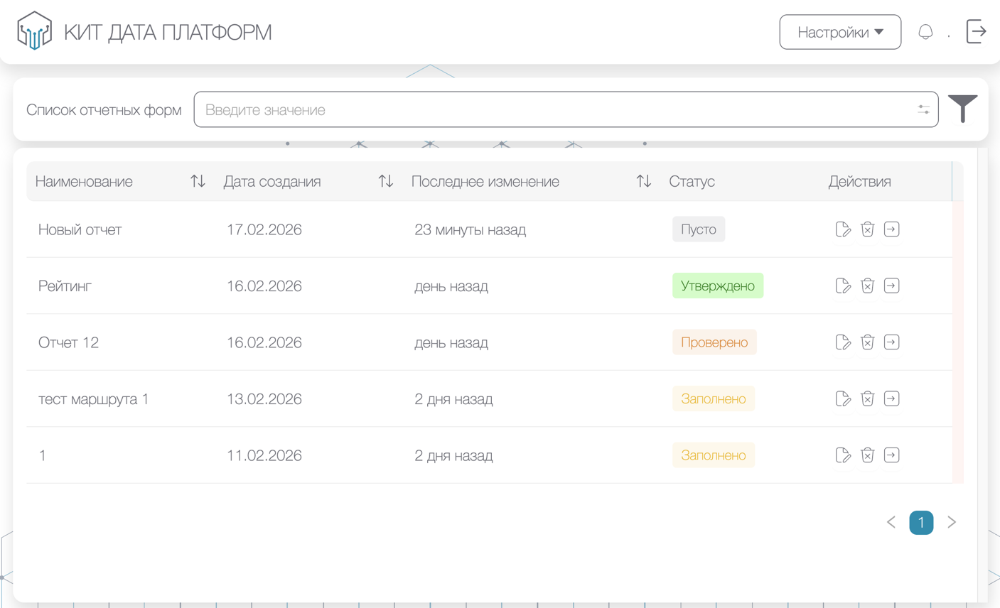 КИТ ДАТА ПЛАТФОРМ
Настройки
.
Список отчетных форм
Введите значение
Наименование Дата создания Последнее изменение Статус Действия
Новый отчет 17.02.2026 23 минуты назад Пусто
Рейтинг 16.02.2026 день назад Утверждено
Отчет 12 16.02.2026 день назад Проверено
тест маршрута 1 13.02.2026 2 дня назад Заполнено
1 11.02.2026 2 дня назад Заполнено
1